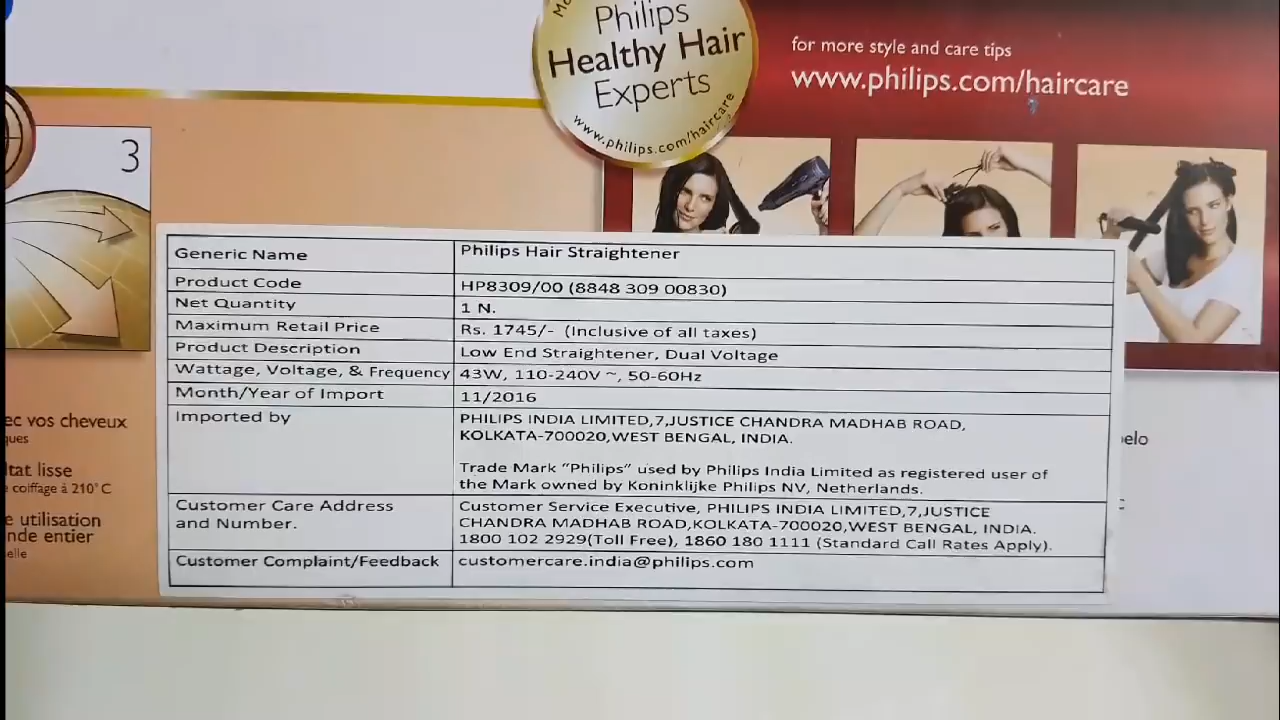 Philips
Healthy Hair
Experts
www.philips.com/haircare
for more style and care tips
www.philips.com/haircare
3
Generic Name Philips Hair Straightener
Product Code HP8309/00 (8848 309 00830)
Net Quantity 1 N.
Maximum Retail Price Rs. 1745/- (Inclusive of all taxes)
Product Description Low End Straightener, Dual Voltage
Wattage, Voltage, & Frequency 43W, 110-240V ~, 50-60Hz
Month/Year of Import 11/2016
Imported by PHILIPS INDIA LIMITED,7,JUSTICE CHANDRA MADHAB ROAD,
KOLKATA-700020,WEST BENGAL, INDIA.
Trade Mark “Philips” used by Philips India Limited as registered user of
the Mark owned by Koninklijke Philips NV, Netherlands.
Customer Care Address
and Number.
Customer Service Executive, PHILIPS INDIA LIMITED,7,JUSTICE
CHANDRA MADHAB ROAD,KOLKATA-700020,WEST BENGAL, INDIA.
1800 102 2929(Toll Free), 1860 180 1111 (Standard Call Rates Apply).
Customer Complaint/Feedback customercare.india@philips.com
ec vos cheveux
ques
tat lisse
coiffage à 210°C
e utilisation
nde entier
elle
elo